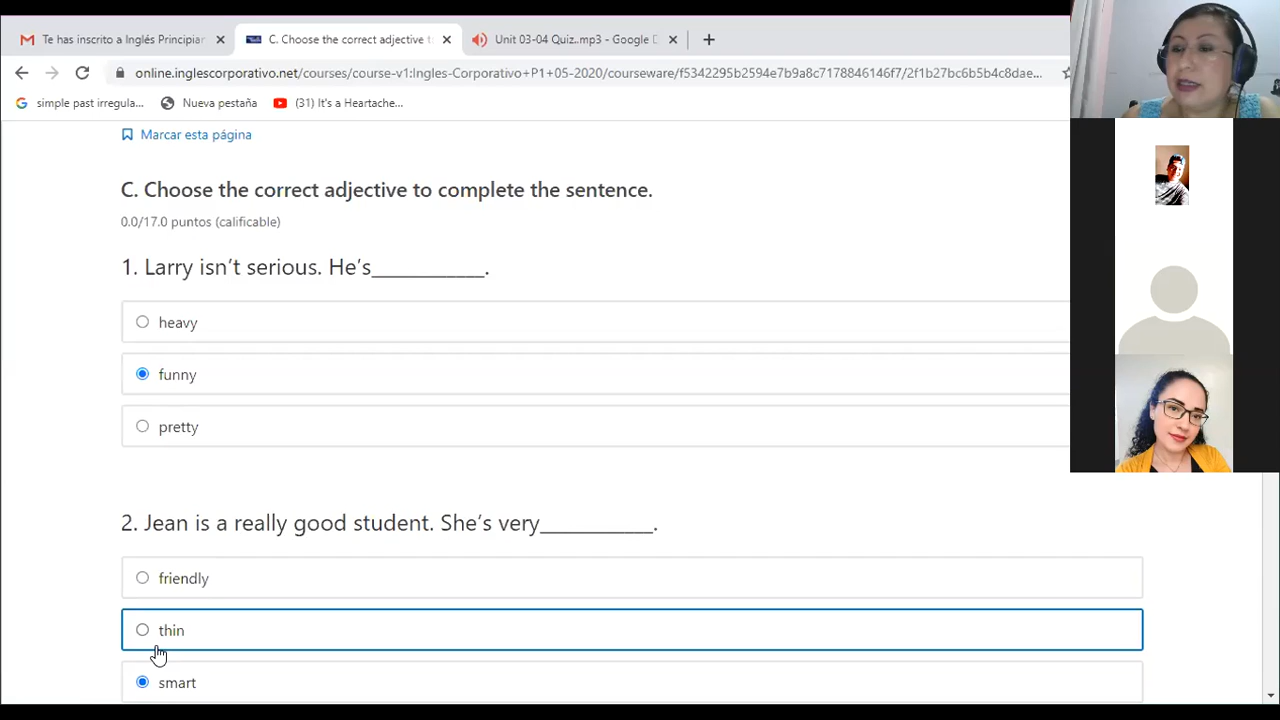 Te has inscrito a Inglés Principiar
C. Choose the correct adjective t
Unit 03-04 Quiz..mp3 - Google D
online.inglescorporativo.net/courses/course-v1:Ingles-Corporativo+P1+05-2020/courseware/f5342295b2594e7b9a8c7178846146f7/2f1b27bc6b5b4c8dae...
simple past irregula...
Nueva pestaña
(31) It's a Heartache...
Marcar esta página
C. Choose the correct adjective to complete the sentence.
0.0/17.0 puntos (calificable)
1. Larry isn't serious. He's____________.
heavy
funny
pretty
2. Jean is a really good student. She's very____________.
friendly
thin
smart